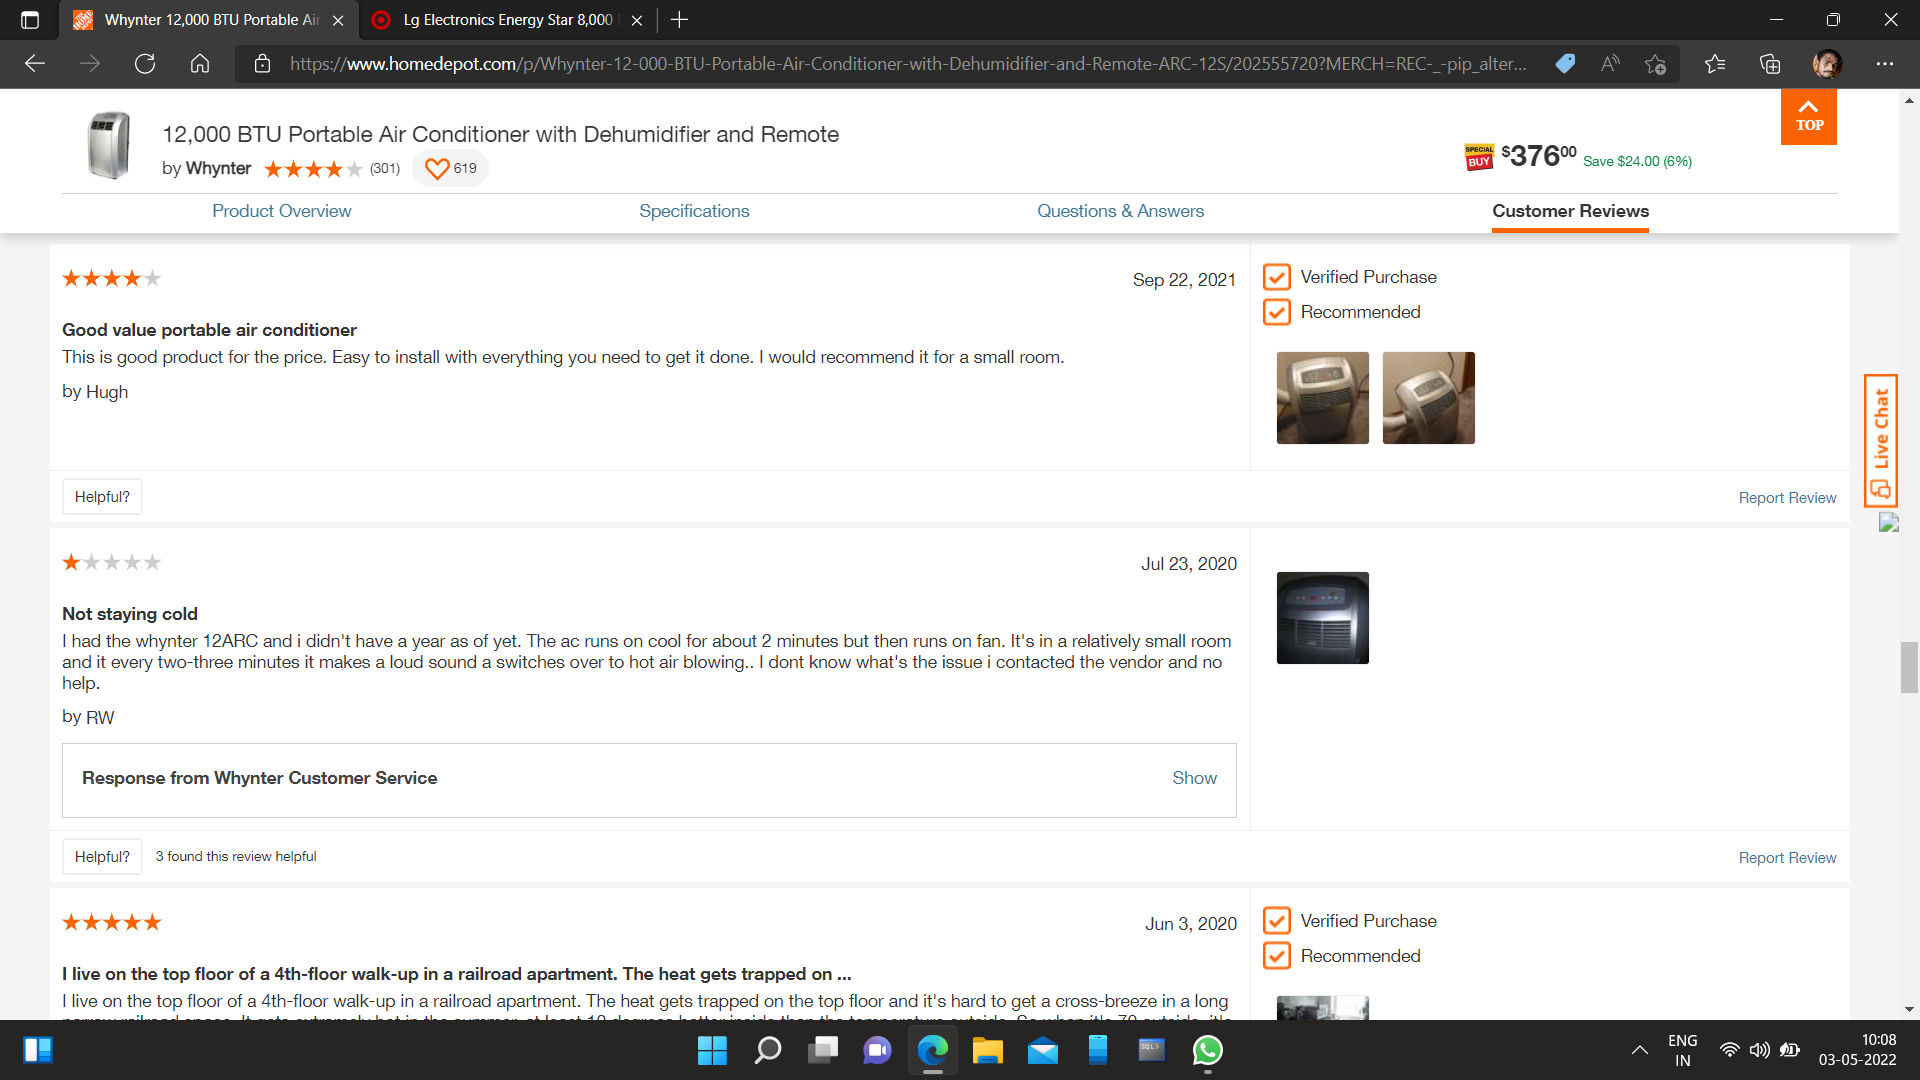 Whynter 12,000 BTU Portable Air
Lg Electronics Energy Star 8,000
https://www.homedepot.com/p/Whynter-12-000-BTU-Portable-Air-Conditioner-with-Dehumidifier-and-Remote-ARC-12S/202555720?MERCH=REC-_-pip_alter...
TOP
12,000 BTU Portable Air Conditioner with Dehumidifier and Remote
by Whynter (301) 619
SPECIAL BUY $376⁰⁰ Save $24.00 (6%)
Product Overview
Specifications
Questions & Answers
Customer Reviews
Sep 22, 2021
Verified Purchase
Recommended
Good value portable air conditioner
This is good product for the price. Easy to install with everything you need to get it done. I would recommend it for a small room.
by Hugh
Live Chat
Helpful?
Report Review
Jul 23, 2020
Not staying cold
I had the whynter 12ARC and i didn't have a year as of yet. The ac runs on cool for about 2 minutes but then runs on fan. It's in a relatively small room
and it every two-three minutes it makes a loud sound a switches over to hot air blowing.. I dont know what's the issue i contacted the vendor and no
help.
by RW
Response from Whynter Customer Service
Show
Helpful?
3 found this review helpful
Report Review
Jun 3, 2020
Verified Purchase
Recommended
I live on the top floor of a 4th-floor walk-up in a railroad apartment. The heat gets trapped on ...
I live on the top floor of a 4th-floor walk-up in a railroad apartment. The heat gets trapped on the top floor and it's hard to get a cross-breeze in a long
SQL>
ENG
IN
10:08
03-05-2022